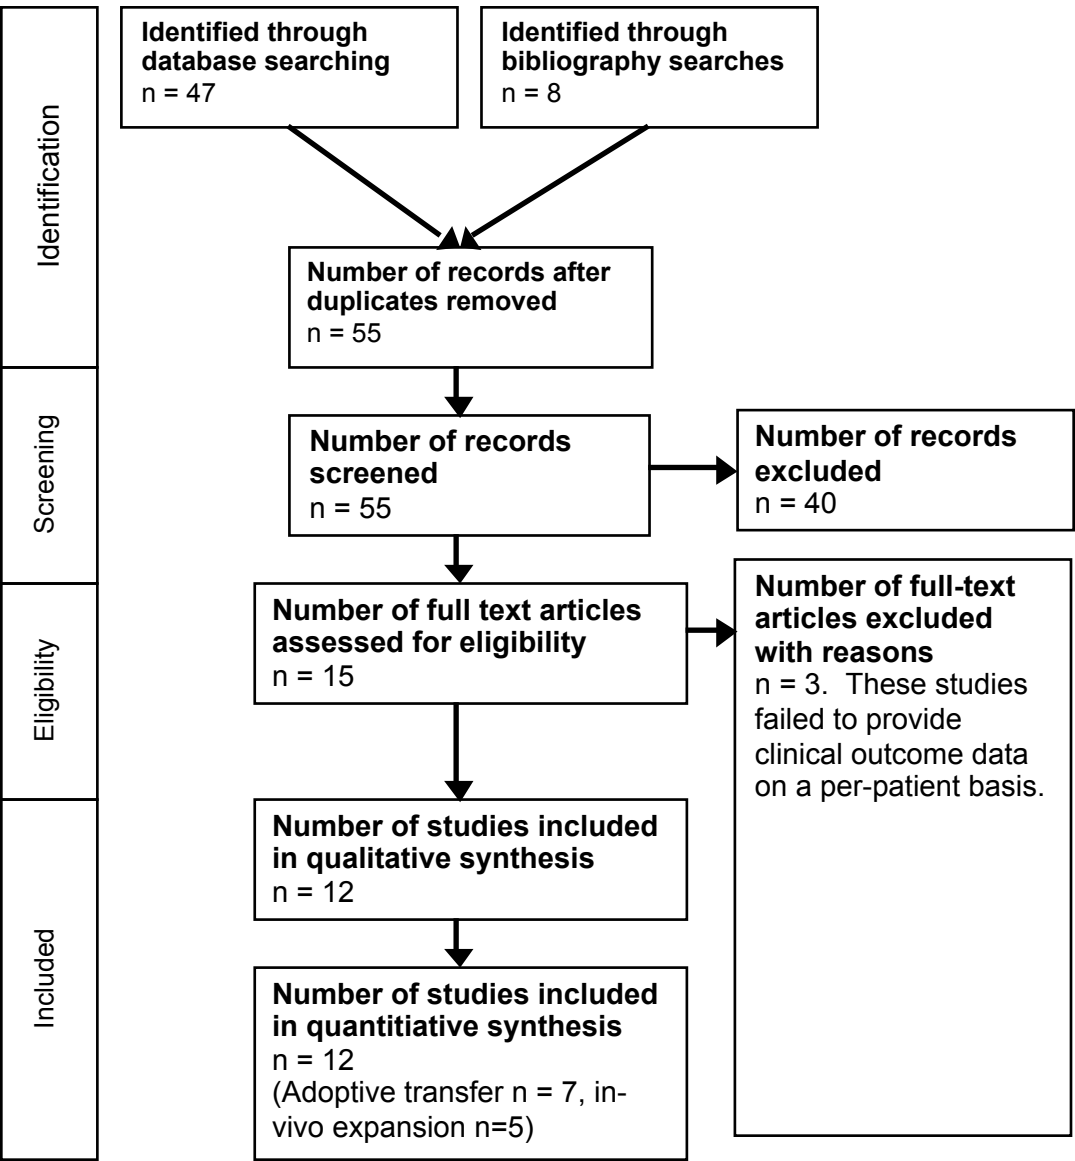 Identification
Identified through
database searching
n = 47
Identified through
bibliography searches
n = 8
Number of records after
duplicates removed
n = 55
Screening
Number of records
screened
n = 55
Number of records
excluded
n = 40
Eligibility
Number of full text articles
assessed for eligibility
n = 15
Number of full-text
articles excluded
with reasons
n = 3.  These studies
failed to provide
clinical outcome data
on a per-patient basis.
Included
Number of studies included
in qualitative synthesis
n = 12
Number of studies included
in quantitiative synthesis
n = 12
(Adoptive transfer n = 7, in-
vivo expansion n=5)